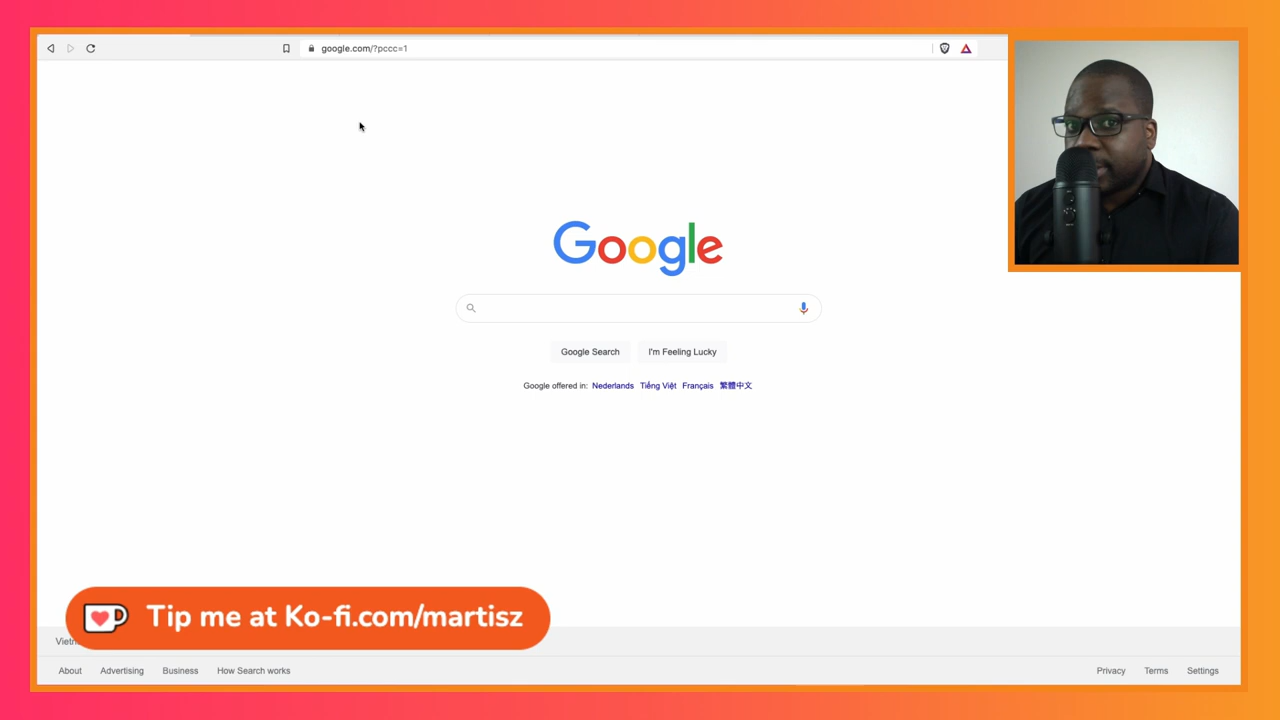 google.com/?pccc=1
Google
Google Search
I'm Feeling Lucky
Google offered in: Nederlands Tiếng Việt Français 繁體中文
Tip me at Ko-fi.com/martisz
About Advertising Business How Search works
Privacy Terms Settings